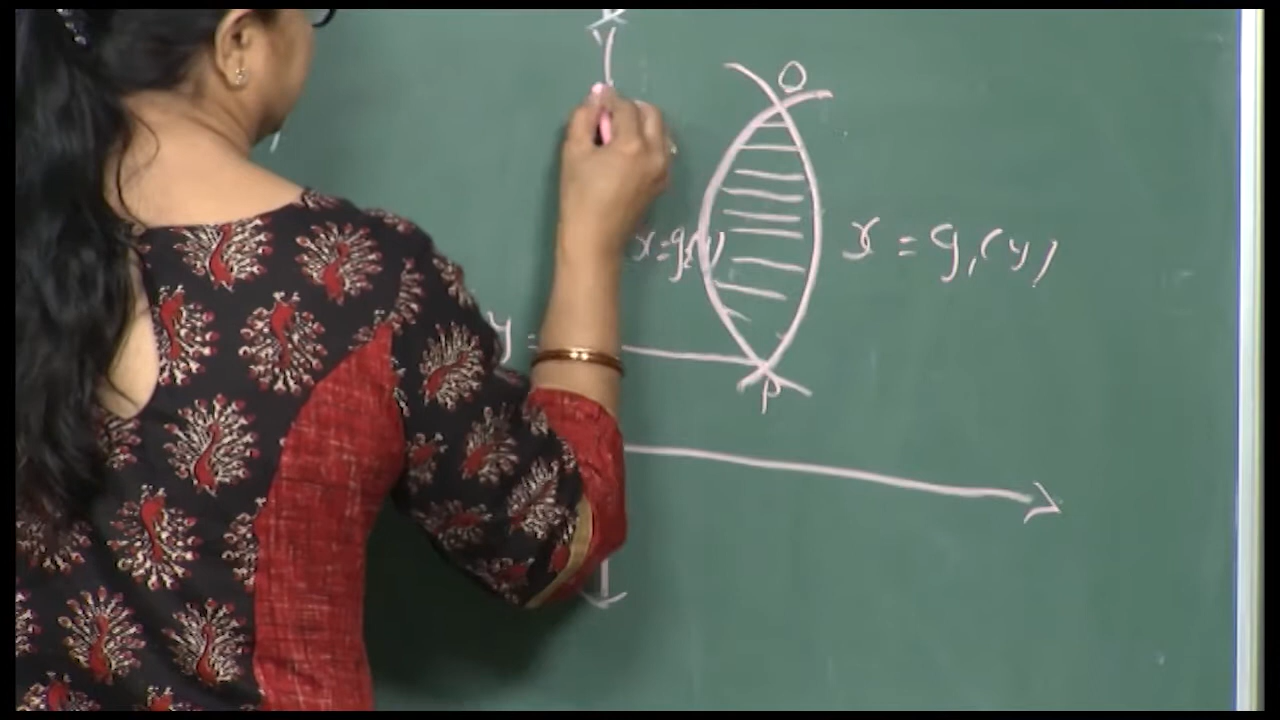 Y
Q
x = g₂(y)
x = g₁(y)
y =
P